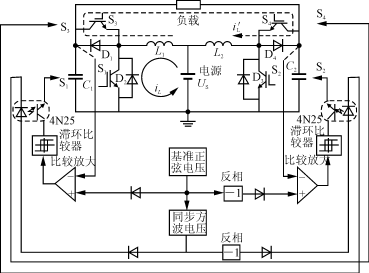 负载
S₃
S₃
S₄
S₄
i′L
D₁
L₁
L₂
D₄
S₁
C₁
S₁
D₂
iL
电源
US
D₃
S₂
C₂
S₂
4N25
4N25
滞环比较器
滞环比较器
比较放大
比较放大
基准正弦电压
反相
−1
同步方波电压
反相
−1
− +
− +